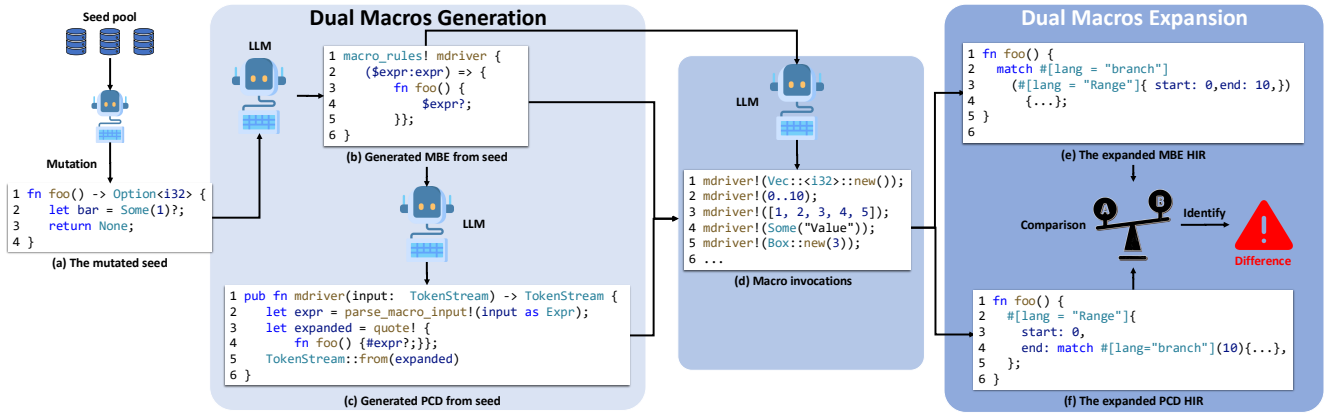 Seed pool
Mutation
1 fn foo() -> Option<i32> {
2 let bar = Some(1)?;
3 return None;
4 }
(a) The mutated seed
Dual Macros Generation
LLM
1 macro_rules! mdriver {
2 ($expr:expr) => {
3 fn foo() {
4 $expr?;
5 }};
6 }
(b) Generated MBE from seed
LLM
1 pub fn mdriver(input: TokenStream) -> TokenStream {
2 let expr = parse_macro_input!(input as Expr);
3 let expanded = quote! {
4 fn foo() {#expr?;}};
5 TokenStream::from(expanded)
6 }
(c) Generated PCD from seed
LLM
1 mdriver!(Vec::<i32>::new());
2 mdriver!(0..10);
3 mdriver!([1, 2, 3, 4, 5]);
4 mdriver!(Some("Value"));
5 mdriver!(Box::new(3));
6 ...
(d) Macro invocations
Dual Macros Expansion
1 fn foo() {
2 match #[lang = "branch"]
3 (#[lang = "Range"]{ start: 0,end: 10,})
4 {...};
5 }
6
(e) The expanded MBE HIR
Comparison
A
B
Identify
Difference
1 fn foo() {
2 #[lang = "Range"]{
3 start: 0,
4 end: match #[lang="branch"](10){...},
5 };
6 }
(f) The expanded PCD HIR